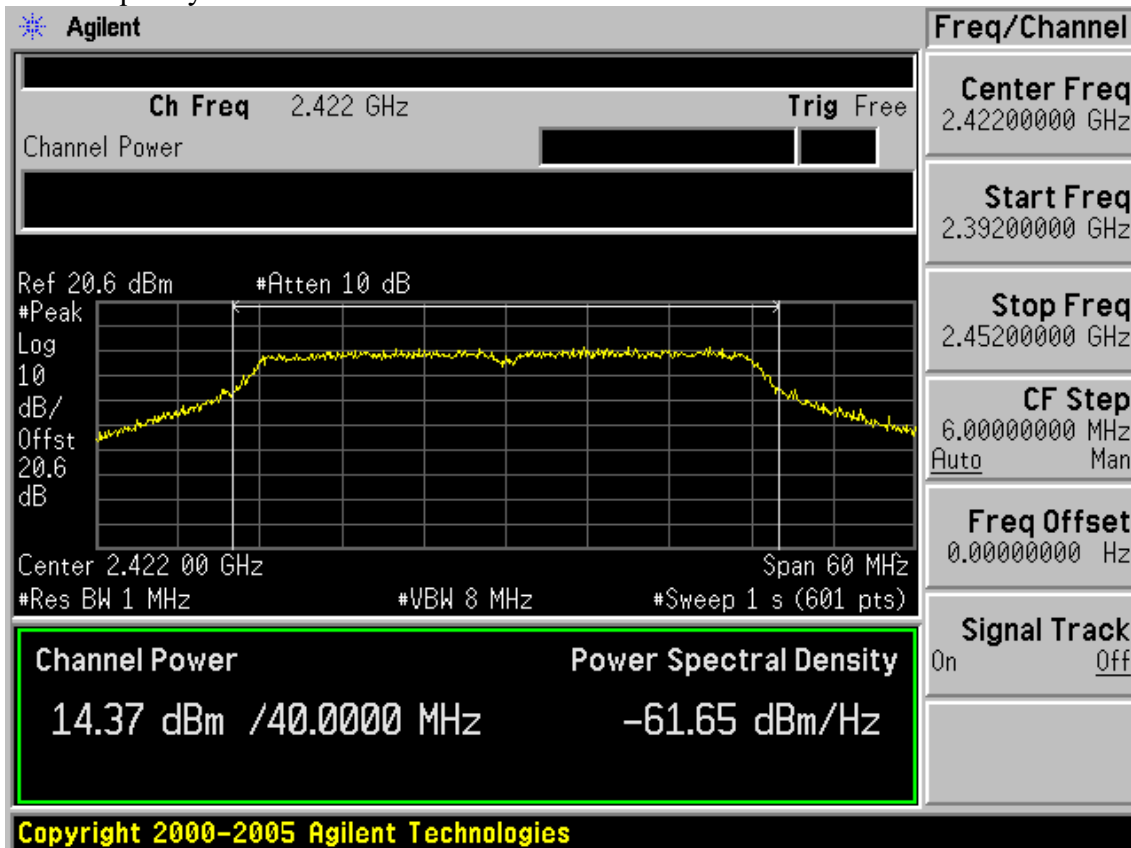 Agilent
Freq/Channel
Ch Freq 2.422 GHz Trig Free
Channel Power
Center Freq
2.42200000 GHz
Start Freq
2.39200000 GHz
Stop Freq
2.45200000 GHz
CF Step
6.00000000 MHz
Auto Man
Freq Offset
0.00000000 Hz
Signal Track
On Off
Ref 20.6 dBm #Atten 10 dB
#Peak
Log
10
dB/
Offst
20.6
dB
Center 2.422 00 GHz Span 60 MHz
#Res BW 1 MHz #VBW 8 MHz #Sweep 1 s (601 pts)
Channel Power Power Spectral Density
14.37 dBm /40.0000 MHz -61.65 dBm/Hz
Copyright 2000-2005 Agilent Technologies